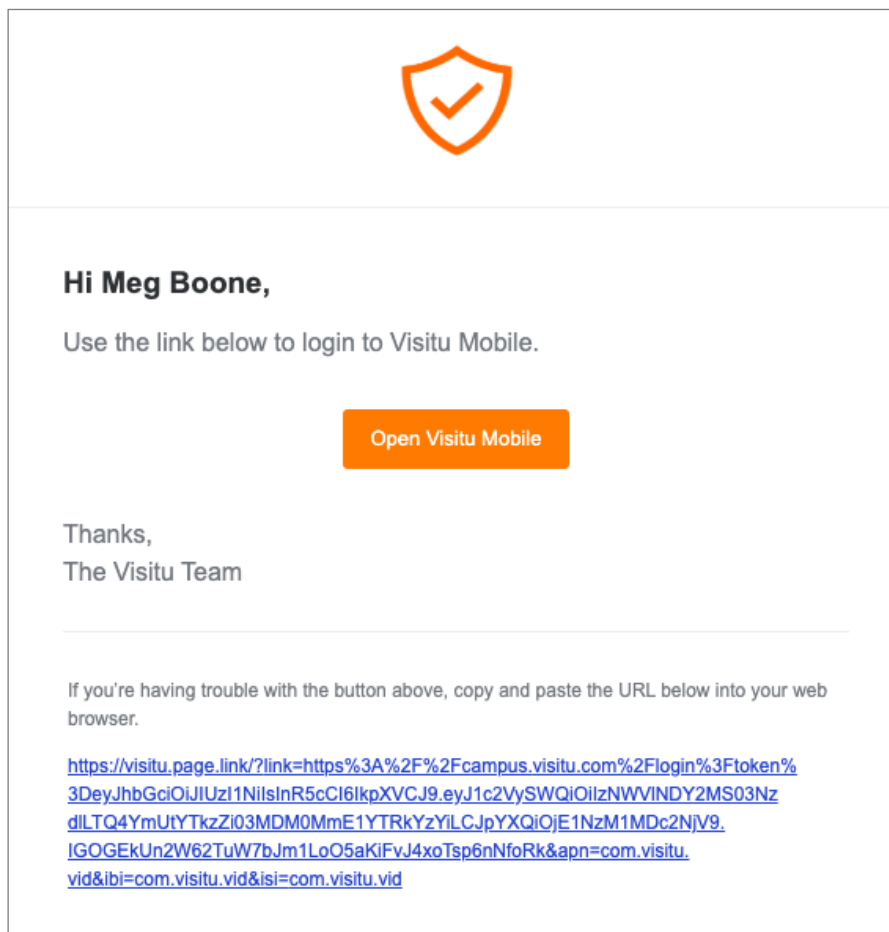 Hi Meg Boone,
Use the link below to login to Visitu Mobile.
Open Visitu Mobile
Thanks,
The Visitu Team
If you're having trouble with the button above, copy and paste the URL below into your web
browser.
https://visitu.page.link/?link=https%3A%2F%2Fcampus.visitu.com%2Flogin%3Ftoken%
3DeyJhbGciOiJIUzI1NiIsInR5cCI6IkpXVCJ9.eyJ1c2VySWQiOiIzNWVlNDY2MS03Nz
dlLTQ4YmUtYTkzZi03MDM0MmE1YTRkYzYiLCJpYXQiOjE1NzM1MDc2NjV9.
IGOGEkUn2W62TuW7bJm1LoO5aKiFvJ4xoTsp6nNfoRk&apn=com.visitu.
vid&ibi=com.visitu.vid&isi=com.visitu.vid